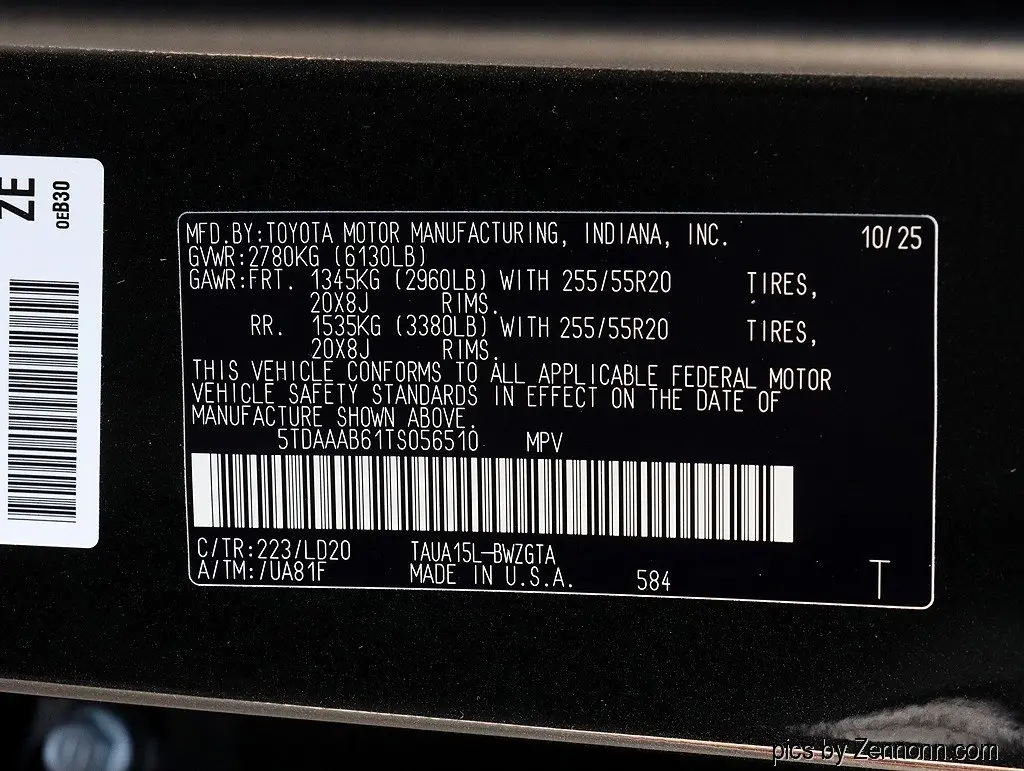 ZE
0EB30
MFD.BY:TOYOTA MOTOR MANUFACTURING, INDIANA, INC. 10/25
GVWR:2780KG (6130LB)
GAWR:FRT. 1345KG (2960LB) WITH 255/55R20 TIRES,
20X8J RIMS.
RR. 1535KG (3380LB) WITH 255/55R20 TIRES,
20X8J RIMS.
THIS VEHICLE CONFORMS TO ALL APPLICABLE FEDERAL MOTOR
VEHICLE SAFETY STANDARDS IN EFFECT ON THE DATE OF
MANUFACTURE SHOWN ABOVE.
5TDAAAB61TS056510 MPV
C/TR:223/LD20 TAUA15L-BWZGTA
A/TM:/UA81F MADE IN U.S.A. 584 T
pics by Zennonn.com